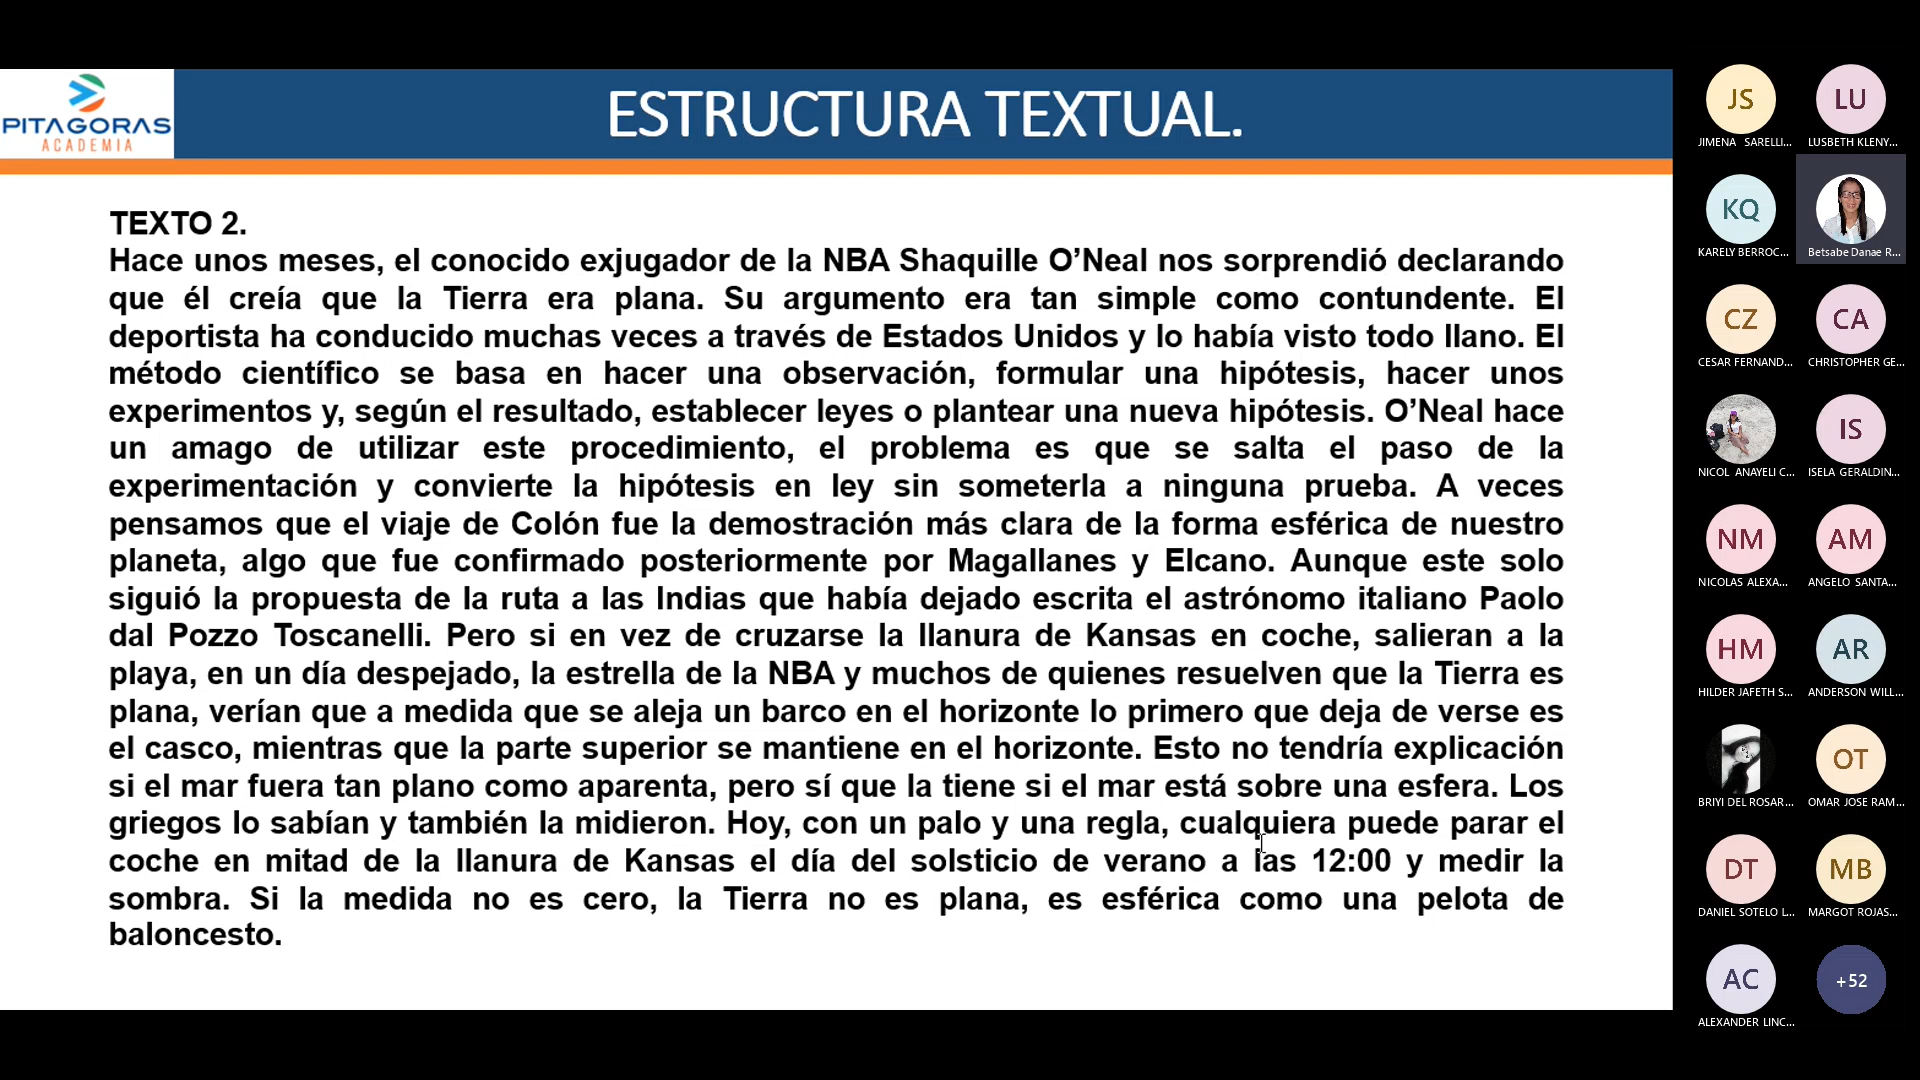 PITAGORAS
ACADEMIA
ESTRUCTURA TEXTUAL.
TEXTO 2.
Hace unos meses, el conocido exjugador de la NBA Shaquille O’Neal nos sorprendió declarando
que él creía que la Tierra era plana. Su argumento era tan simple como contundente. El
deportista ha conducido muchas veces a través de Estados Unidos y lo había visto todo llano. El
método científico se basa en hacer una observación, formular una hipótesis, hacer unos
experimentos y, según el resultado, establecer leyes o plantear una nueva hipótesis. O’Neal hace
un amago de utilizar este procedimiento, el problema es que se salta el paso de la
experimentación y convierte la hipótesis en ley sin someterla a ninguna prueba. A veces
pensamos que el viaje de Colón fue la demostración más clara de la forma esférica de nuestro
planeta, algo que fue confirmado posteriormente por Magallanes y Elcano. Aunque este solo
siguió la propuesta de la ruta a las Indias que había dejado escrita el astrónomo italiano Paolo
dal Pozzo Toscanelli. Pero si en vez de cruzarse la llanura de Kansas en coche, salieran a la
playa, en un día despejado, la estrella de la NBA y muchos de quienes resuelven que la Tierra es
plana, verían que a medida que se aleja un barco en el horizonte lo primero que deja de verse es
el casco, mientras que la parte superior se mantiene en el horizonte. Esto no tendría explicación
si el mar fuera tan plano como aparenta, pero sí que la tiene si el mar está sobre una esfera. Los
griegos lo sabían y también la midieron. Hoy, con un palo y una regla, cualquiera puede parar el
coche en mitad de la llanura de Kansas el día del solsticio de verano a las 12:00 y medir la
sombra. Si la medida no es cero, la Tierra no es plana, es esférica como una pelota de
baloncesto.
JS
LU
JIMENA SARELLI...
LUSBETH KLENY...
KQ
KARELY BERROC...
Betsabe Danae R...
CZ
CA
CESAR FERNAND...
CHRISTOPHER GE...
IS
NICOL ANAYELI C...
ISELA GERALDIN...
NM
AM
NICOLAS ALEXA...
ANGELO SANTA...
HM
AR
HILDER JAFETH S...
ANDERSON WILL...
OT
BRIYI DEL ROSAR...
OMAR JOSE RAM...
DT
MB
DANIEL SOTELO L...
MARGOT ROJAS...
AC
+52
ALEXANDER LINC...